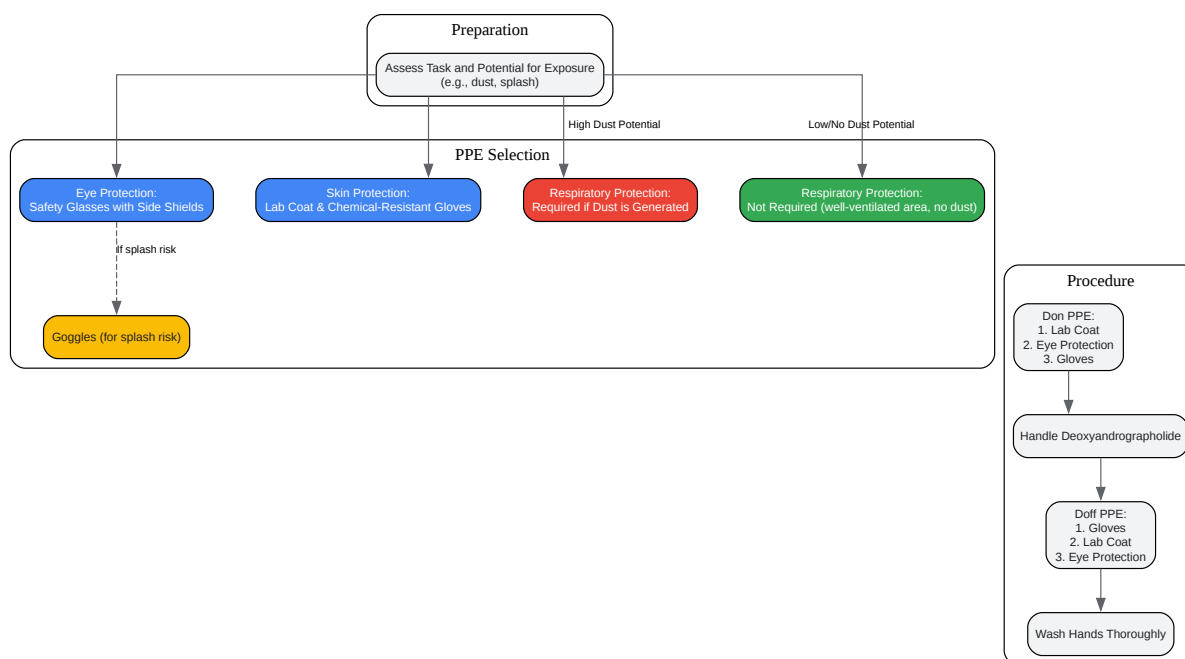 Preparation
Assess Task and Potential for Exposure
(e.g., dust, splash)
High Dust Potential
Low/No Dust Potential
PPE Selection
Eye Protection:
Safety Glasses with Side Shields
Skin Protection:
Lab Coat & Chemical-Resistant Gloves
Respiratory Protection:
Required if Dust is Generated
Respiratory Protection:
Not Required (well-ventilated area, no dust)
If splash risk
Goggles (for splash risk)
Procedure
Don PPE:
1. Lab Coat
2. Eye Protection
3. Gloves
Handle Deoxyandrographolide
Doff PPE:
1. Gloves
2. Lab Coat
3. Eye Protection
Wash Hands Thoroughly